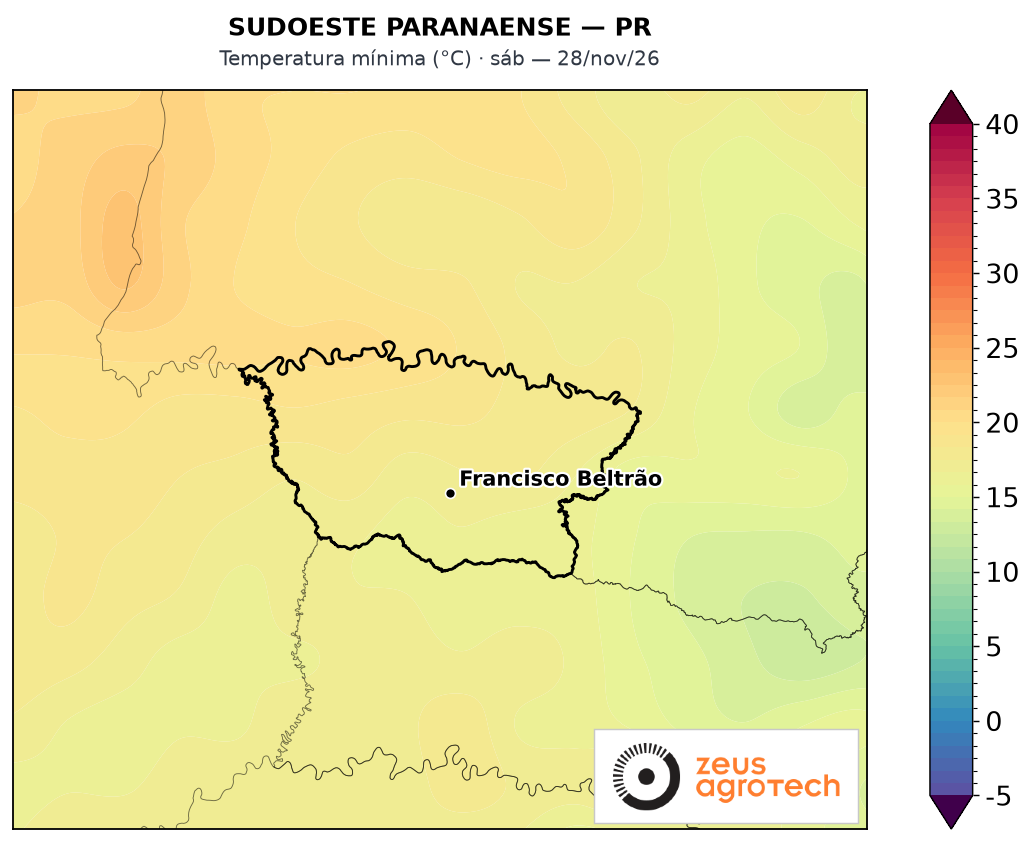 SUDOESTE PARANAENSE — PR
Temperatura mínima (°C) · sáb — 28/nov/26
40
35
30
25
20
15
10
5
0
-5
Francisco Beltrão
zeus
agrotech